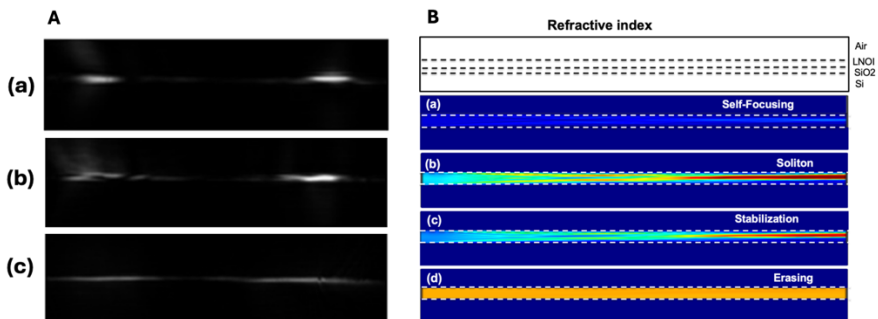 A
(a)
(b)
(c)
B
Refractive index
Air
LNOI
SiO2
Si
(a) Self-Focusing
(b) Soliton
(c) Stabilization
(d) Erasing